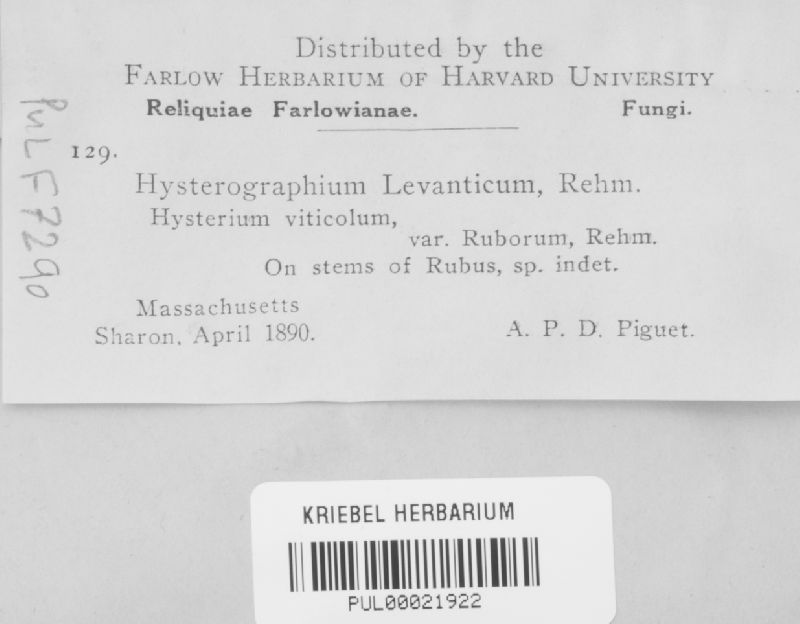 Distributed by the
FARLOW HERBARIUM OF HARVARD UNIVERSITY
Reliquiae Farlowianae. Fungi.
129.
Hysterographium Levanticum, Rehm.
Hysterium viticolum,
var. Ruborum, Rehm.
On stems of Rubus, sp. indet.
Massachusetts
Sharon, April 1890. A. P. D. Piguet.
PuL F7290
KRIEBEL HERBARIUM
PUL00021922